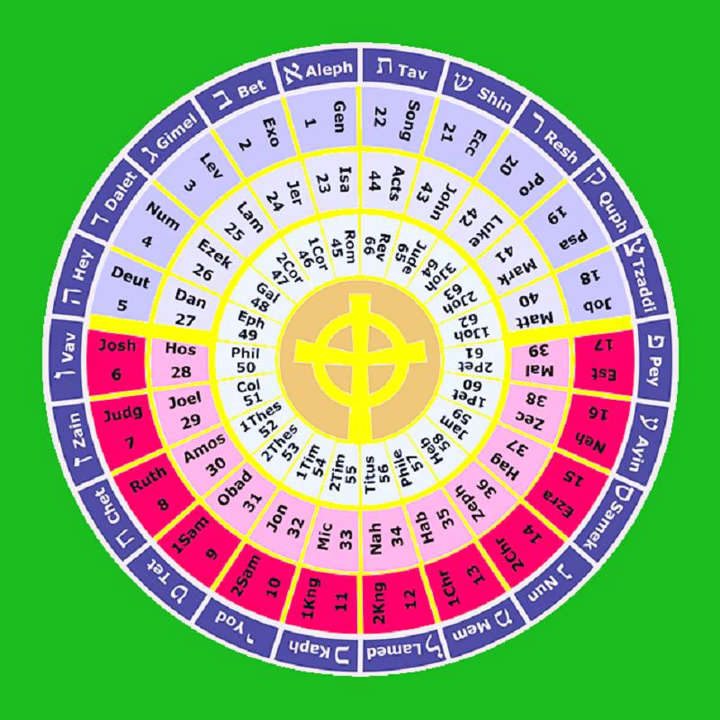 א Aleph
ב Bet
ג Gimel
ד Dalet
ה Hey
ו Vav
ז Zain
ח Chet
ט Tet
י Yod
כ Kaph
ל Lamed
מ Mem
נ Nun
ס Samek
ע Ayin
פ Pey
צ Tzaddi
ק Quph
ר Resh
ש Shin
ת Tav
Gen
1
Exo
2
Lev
3
Num
4
Deut
5
Josh
6
Judg
7
Ruth
8
1Sam
9
2Sam
10
1Kng
11
2Kng
12
1Chr
13
2Chr
14
Ezra
15
Neh
16
Est
17
Job
18
Psa
19
Pro
20
Ecc
21
Song
22
Isa
23
Jer
24
Lam
25
Ezek
26
Dan
27
Hos
28
Joel
29
Amos
30
Obad
31
Jon
32
Mic
33
Nah
34
Hab
35
Zeph
36
Hag
37
Zec
38
Mal
39
Matt
40
Mark
41
Luke
42
John
43
Acts
44
Rom
45
1Cor
46
2Cor
47
Gal
48
Eph
49
Phil
50
Col
51
1Thes
52
2Thes
53
1Tim
54
2Tim
55
Titus
56
Phile
57
Heb
58
Jam
59
1Pet
60
2Pet
61
1Joh
62
2Joh
63
3Joh
64
Jude
65
Rev
66